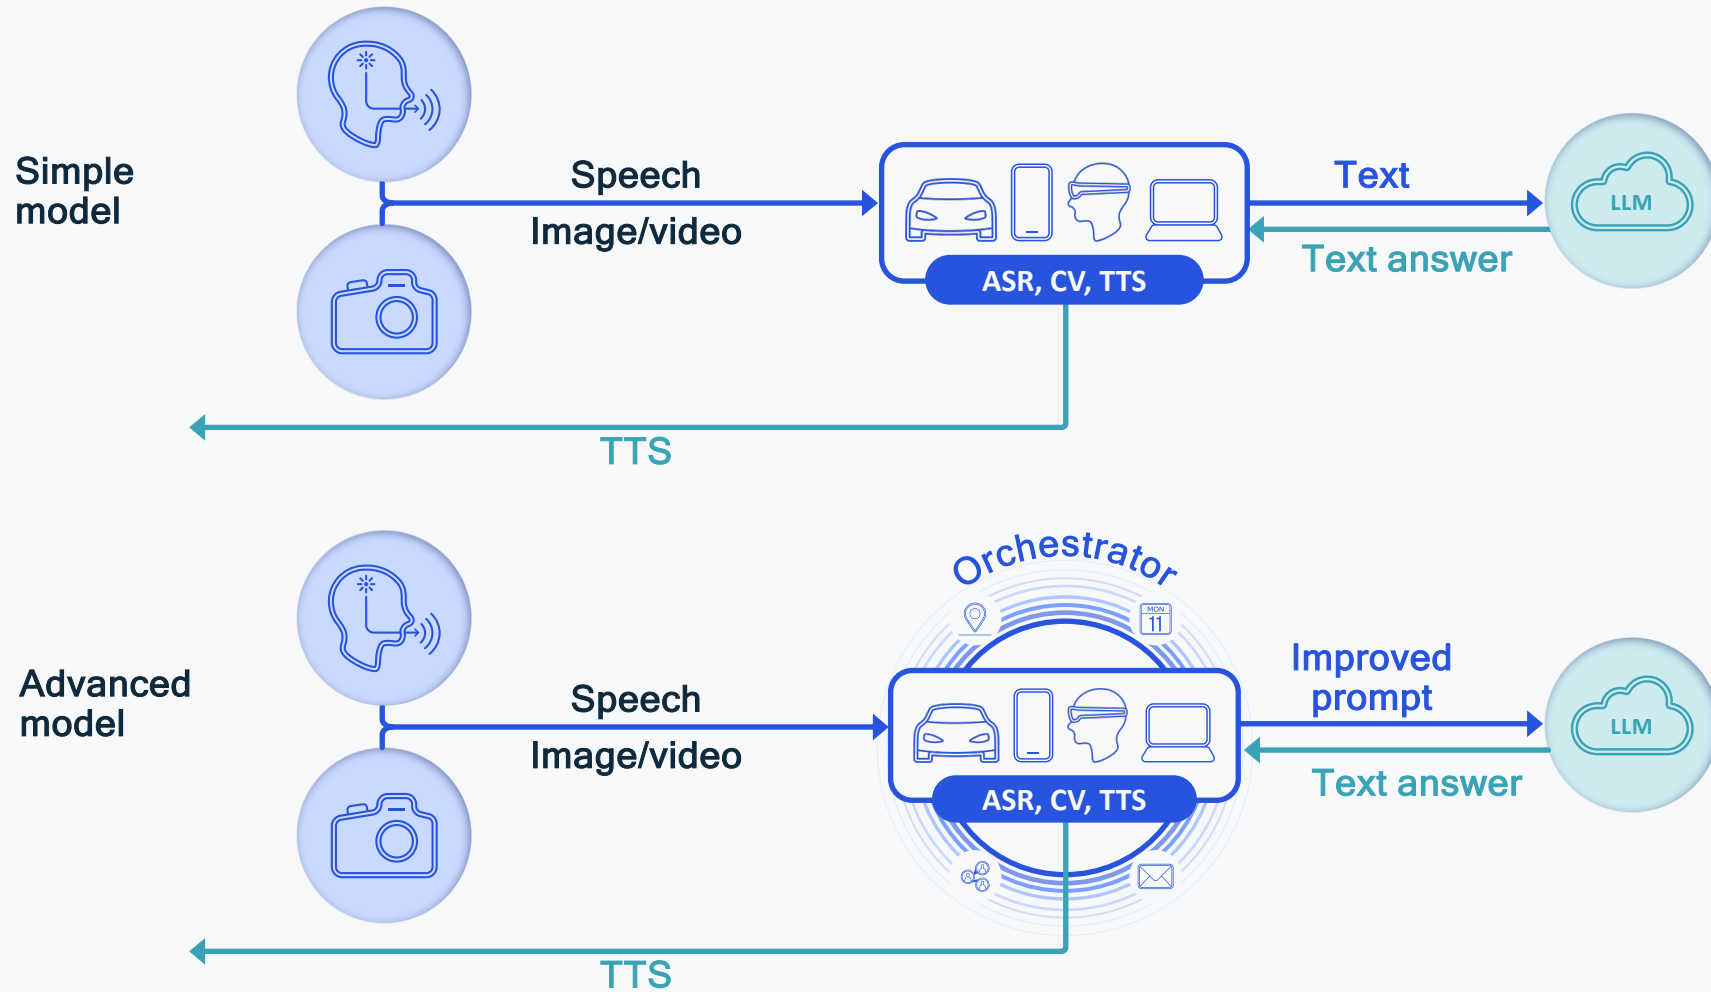 Simple
model
Speech
Image/video
ASR, CV, TTS
Text
Text answer
LLM
TTS
Advanced
model
Speech
Image/video
Orchestrator
MON
11
ASR, CV, TTS
Improved
prompt
Text answer
LLM
TTS